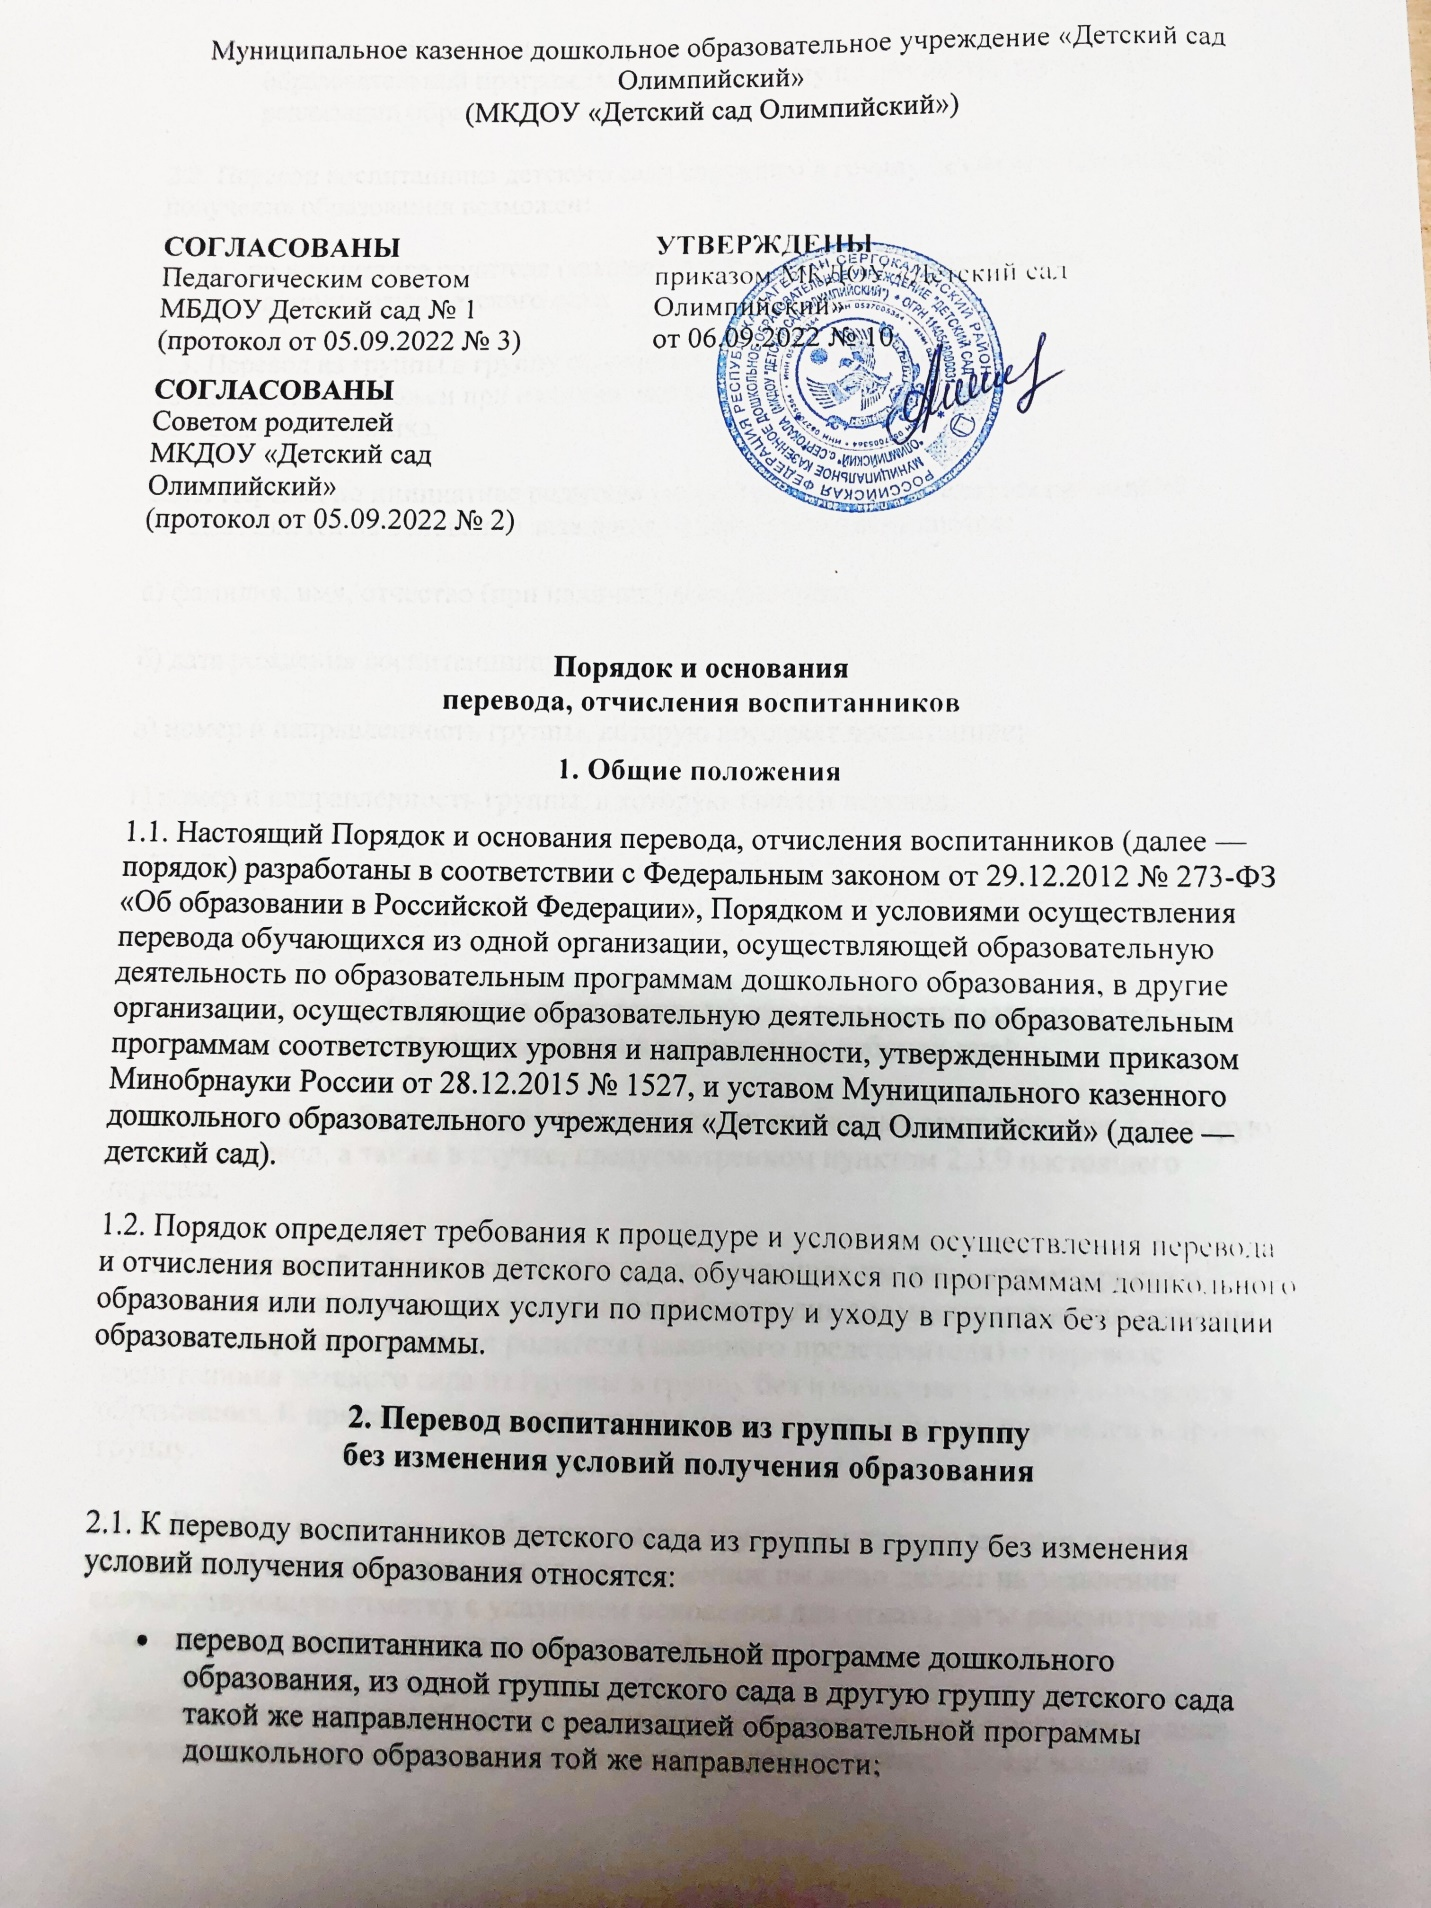 Муниципальное казенное дошкольное образовательное учреждение «Детский сад
Олимпийский»
(МКДОУ «Детский сад Олимпийский»)
СОГЛАСОВАНЫ
Педагогическим советом
МБДОУ Детский сад № 1
(протокол от 05.09.2022 № 3)
УТВЕРЖДЕНЫ
приказом МКДОУ «Детский сад
Олимпийский»
от 06.09.2022 № 10
СОГЛАСОВАНЫ
Советом родителей
МКДОУ «Детский сад
Олимпийский»
(протокол от 05.09.2022 № 2)
Порядок и основания
перевода, отчисления воспитанников
1. Общие положения
1.1. Настоящий Порядок и основания перевода, отчисления воспитанников (далее —
порядок) разработаны в соответствии с Федеральным законом от 29.12.2012 № 273-ФЗ
«Об образовании в Российской Федерации», Порядком и условиями осуществления
перевода обучающихся из одной организации, осуществляющей образовательную
деятельность по образовательным программам дошкольного образования, в другие
организации, осуществляющие образовательную деятельность по образовательным
программам соответствующих уровня и направленности, утвержденными приказом
Минобрнауки России от 28.12.2015 № 1527, и уставом Муниципального казенного
дошкольного образовательного учреждения «Детский сад Олимпийский» (далее —
детский сад).
1.2. Порядок определяет требования к процедуре и условиям осуществления перевода
и отчисления воспитанников детского сада, обучающихся по программам дошкольного
образования или получающих услуги по присмотру и уходу в группах без реализации
образовательной программы.
2. Перевод воспитанников из группы в группу
без изменения условий получения образования
2.1. К переводу воспитанников детского сада из группы в группу без изменения
условий получения образования относятся:
• перевод воспитанника по образовательной программе дошкольного
образования, из одной группы детского сада в другую группу детского сада
такой же направленности с реализацией образовательной программы
дошкольного образования той же направленности;